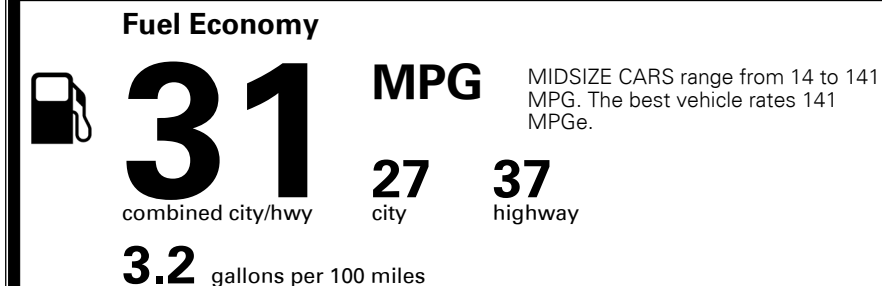 Fuel Economy
31
MPG
MIDSIZE CARS range from 14 to 141
MPG. The best vehicle rates 141
MPGe.
combined city/hwy
27
city
37
highway
3.2 gallons per 100 miles